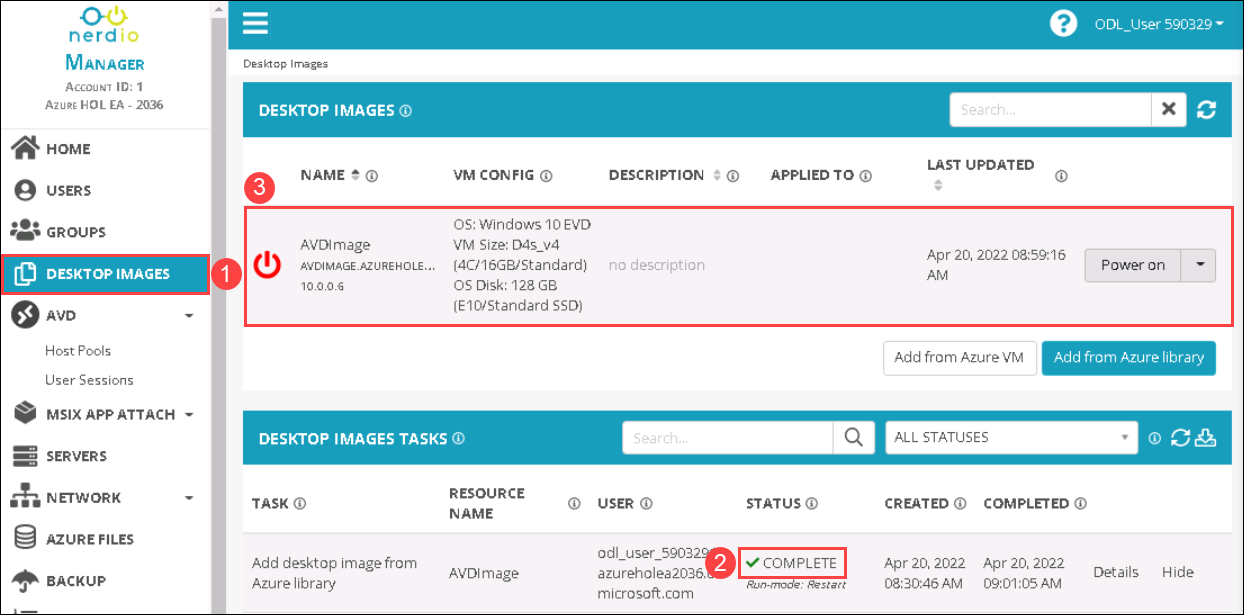 nerdio
MANAGER
ACCOUNT ID: 1
AZURE HOL EA - 2036
HOME
USERS
GROUPS
DESKTOP IMAGES
1
AVD
Host Pools
User Sessions
MSIX APP ATTACH
SERVERS
NETWORK
AZURE FILES
BACKUP
?
ODL_User 590329
Desktop Images
DESKTOP IMAGES
Search...
3
NAME
VM CONFIG
DESCRIPTION
APPLIED TO
LAST UPDATED
AVDImage
AVDIMAGE.AZUREHOLE...
10.0.0.6
OS: Windows 10 EVD
VM Size: D4s_v4
(4C/16GB/Standard)
OS Disk: 128 GB
(E10/Standard SSD)
no description
Apr 20, 2022 08:59:16
AM
Power on
Add from Azure VM
Add from Azure library
DESKTOP IMAGES TASKS
Search...
ALL STATUSES
TASK
RESOURCE
NAME
USER
STATUS
CREATED
COMPLETED
Add desktop image from
Azure library
AVDImage
odl_user_590329
azureholea2036.
microsoft.com
2
COMPLETE
Run-mode: Restart
Apr 20, 2022
08:30:46 AM
Apr 20, 2022
09:01:05 AM
Details
Hide